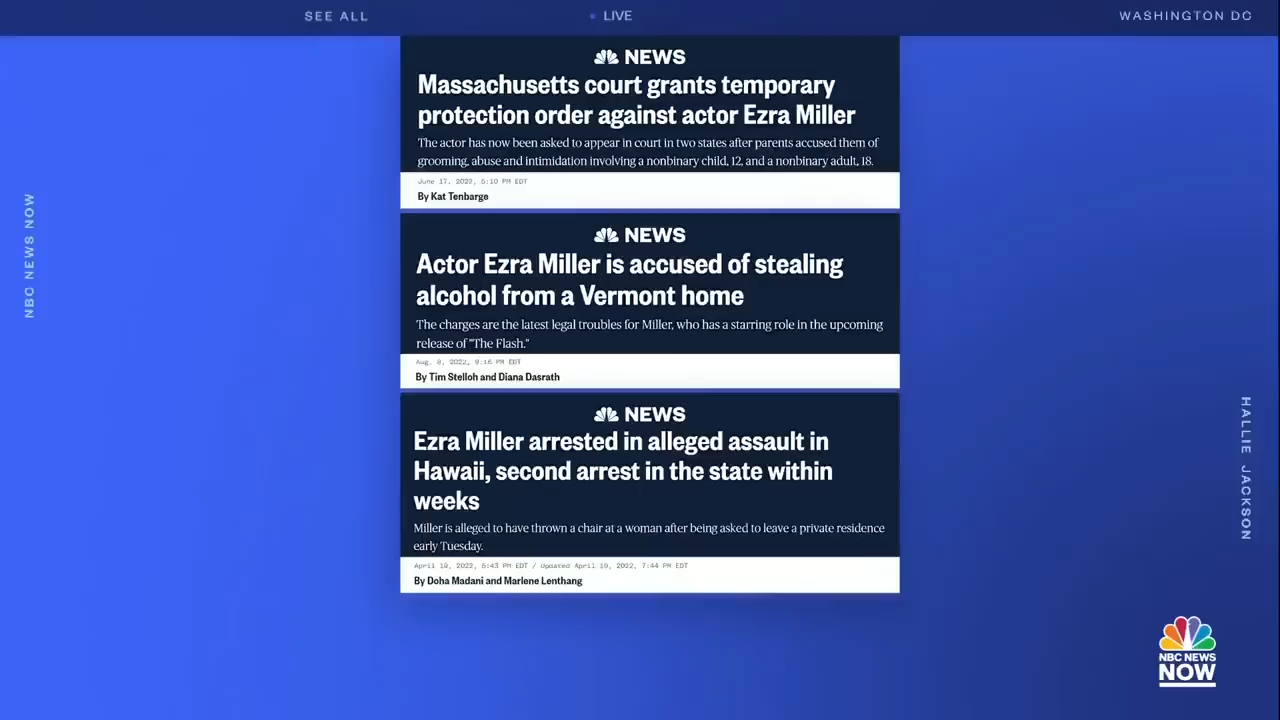 SEE ALL
LIVE
WASHINGTON DC
NBC NEWS NOW
NEWS
Massachusetts court grants temporary
protection order against actor Ezra Miller
The actor has now been asked to appear in court in two states after parents accused them of
grooming, abuse and intimidation involving a nonbinary child, 12, and a nonbinary adult, 18.
June 17, 2022, 5:10 PM EDT
By Kat Tenbarge
NEWS
Actor Ezra Miller is accused of stealing
alcohol from a Vermont home
The charges are the latest legal troubles for Miller, who has a starring role in the upcoming
release of "The Flash."
Aug. 8, 2022, 9:16 PM EDT
By Tim Stelloh and Diana Dasrath
NEWS
Ezra Miller arrested in alleged assault in
Hawaii, second arrest in the state within
weeks
Miller is alleged to have thrown a chair at a woman after being asked to leave a private residence
early Tuesday.
April 19, 2022, 5:43 PM EDT / Updated April 19, 2022, 7:44 PM EDT
By Doha Madani and Marlene Lenthang
HALLIE JACKSON
NBC NEWS
NOW